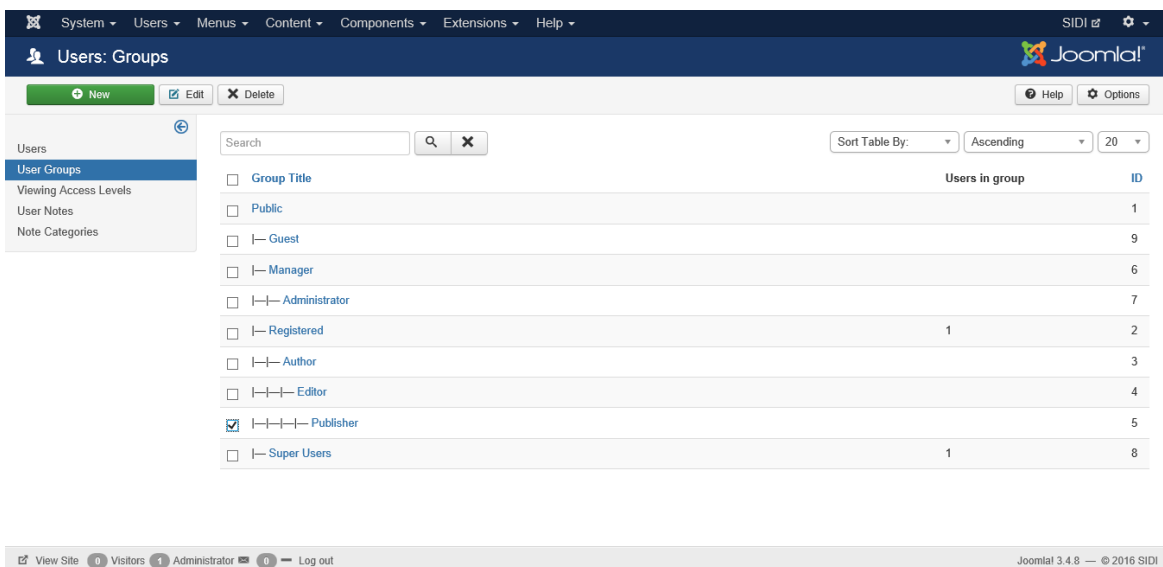 System Users Menus Content Components Extensions Help SIDI
Users: Groups Joomla!
New Edit Delete Help Options
Users
User Groups
Viewing Access Levels
User Notes
Note Categories
Search Sort Table By: Ascending 20
Group Title Users in group ID
Public 1
|— Guest 9
|— Manager 6
|—|— Administrator 7
|— Registered 1 2
|—|— Author 3
|—|—|— Editor 4
|—|—|—|— Publisher 5
|— Super Users 1 8
View Site 0 Visitors 1 Administrator 0 Log out Joomla! 3.4.8 — © 2016 SIDI